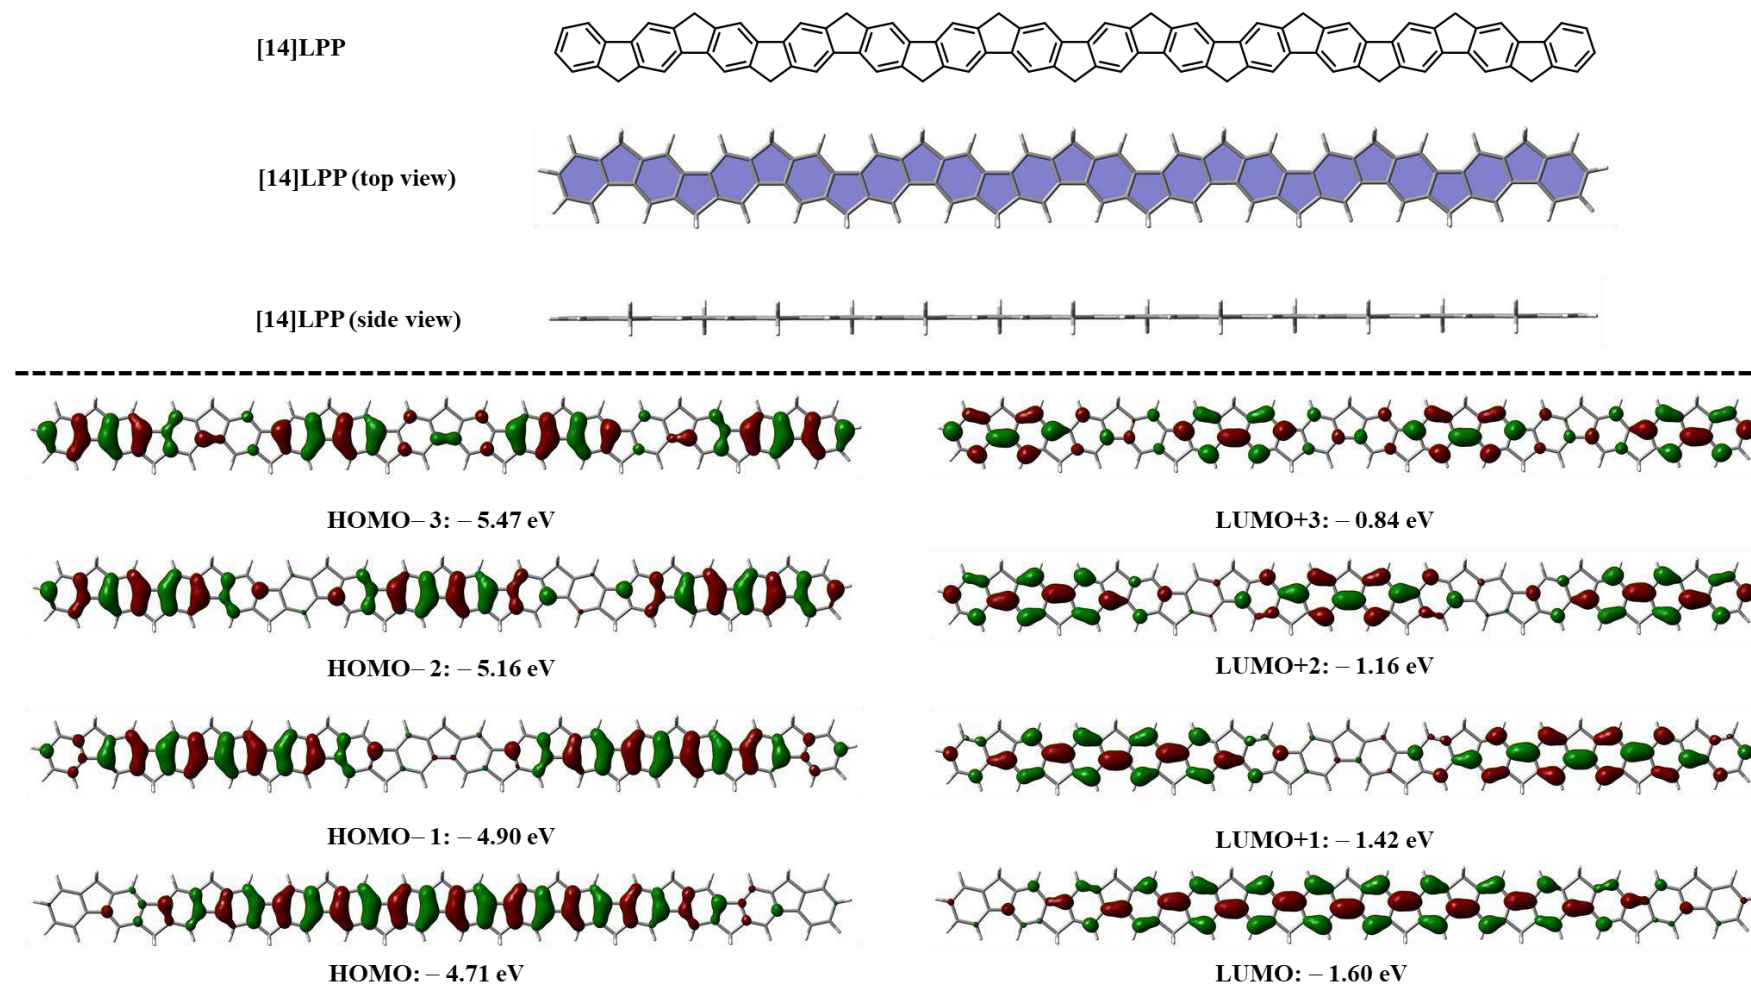 [14]LPP
[14]LPP (top view)
[14]LPP (side view)
HOMO– 3: – 5.47 eV
LUMO+3: – 0.84 eV
HOMO– 2: – 5.16 eV
LUMO+2: – 1.16 eV
HOMO– 1: – 4.90 eV
LUMO+1: – 1.42 eV
HOMO: – 4.71 eV
LUMO: – 1.60 eV